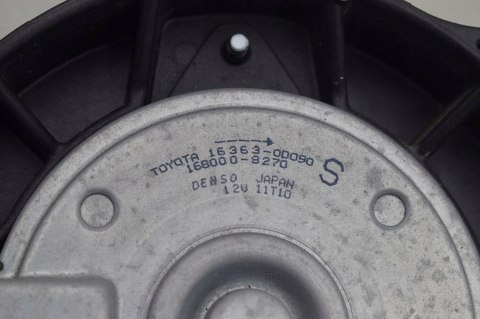 TOYOTA 16363-0D090
168000-8270
S
DENSO JAPAN
12V 11T10